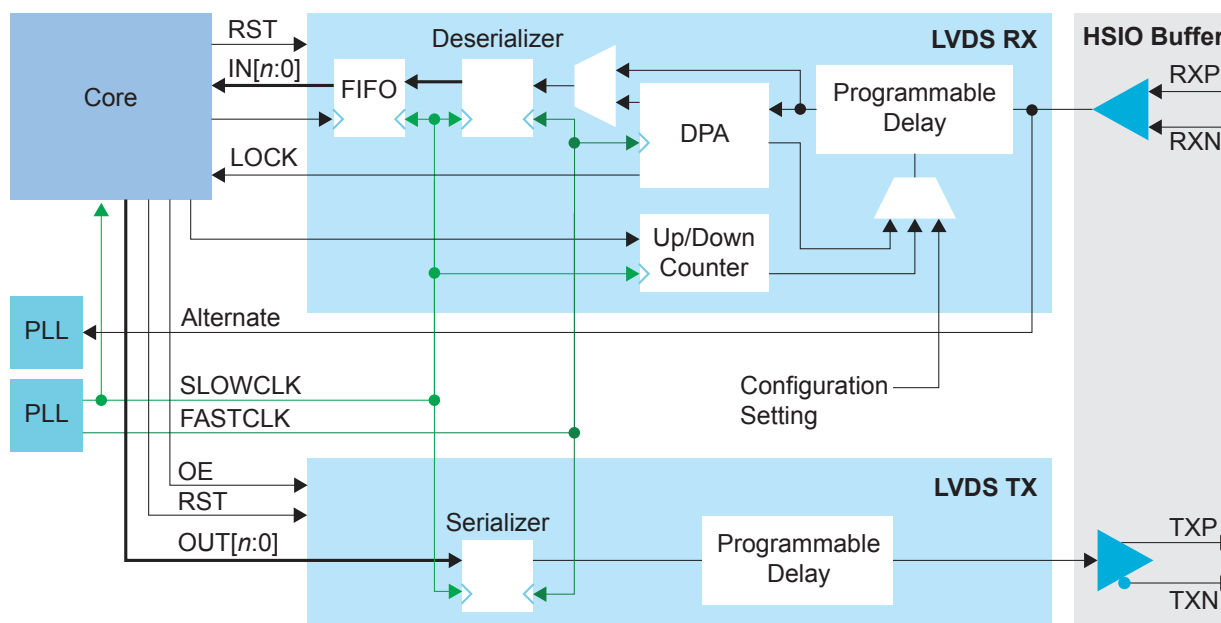 RST
Deserializer
LVDS RX
HSIO Buffer
IN[n:0]
RXP
Core
FIFO
Programmable
Delay
DPA
RXN
LOCK
Up/Down
Counter
Alternate
PLL
SLOWCLK
Configuration
Setting
PLL
FASTCLK
OE
LVDS TX
RST
Serializer
TXP
OUT[n:0]
Programmable
Delay
TXN